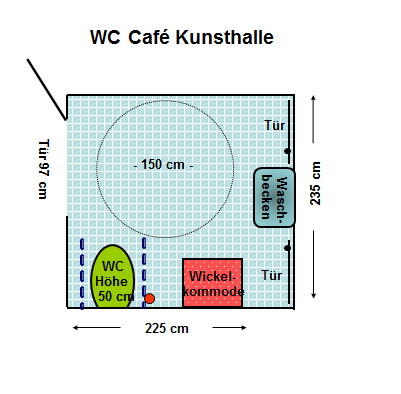 WC Café Kunsthalle
Tür
Tür 97 cm
- 150 cm -
Wasch-
becken
235 cm
WC
Höhe
50 cm
Wickel-
kommode
Tür
225 cm